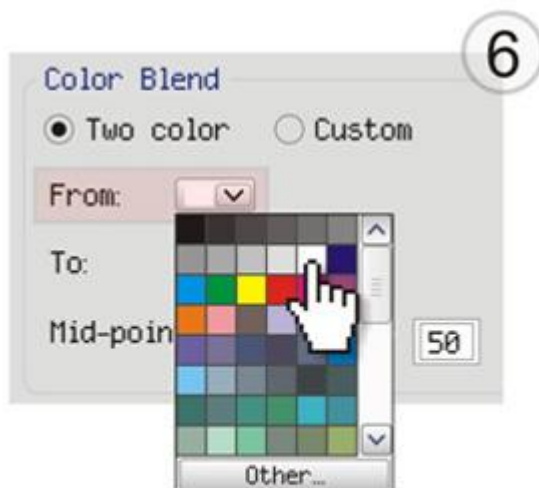 6
Color Blend
Two color Custom
From:
To:
Mid-poin 50
Other...